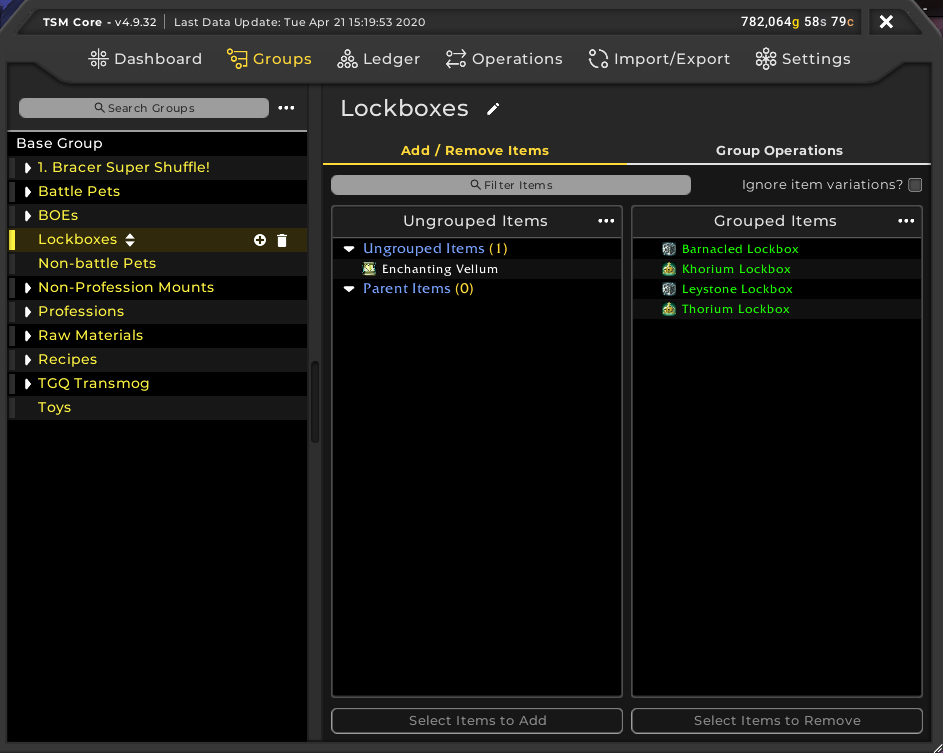 TSM Core - v4.9.32 | Last Data Update: Tue Apr 21 15:19:53 2020 782,064g 58s 79c
Dashboard Groups Ledger Operations Import/Export Settings
Search Groups
Base Group
1. Bracer Super Shuffle!
Battle Pets
BOEs
Lockboxes
Non-battle Pets
Non-Profession Mounts
Professions
Raw Materials
Recipes
TGQ Transmog
Toys
Lockboxes
Add / Remove Items Group Operations
Filter Items Ignore item variations?
Ungrouped Items
Ungrouped Items (1)
Enchanting Vellum
Parent Items (0)
Select Items to Add
Grouped Items
Barnacled Lockbox
Khorium Lockbox
Leystone Lockbox
Thorium Lockbox
Select Items to Remove